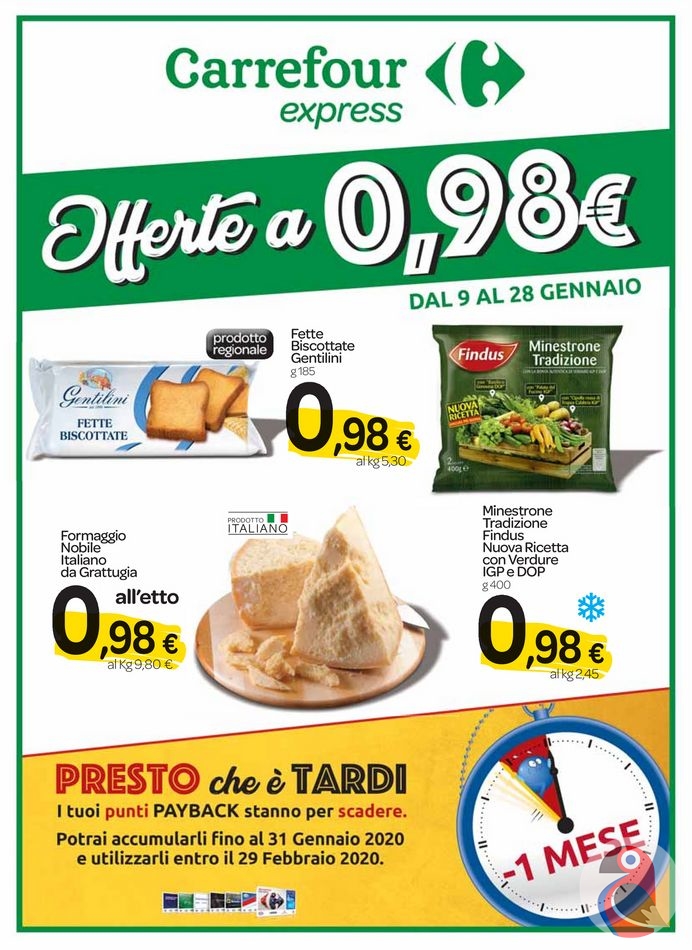 Carrefour
express
Offerte a 0,98€
DAL 9 AL 28 GENNAIO
prodotto
regionale
Fette
Biscottate
Gentilini
g 185
0,98 €
al kg 5,30
Gentilini
FETTE
BISCOTTATE
Findus
Minestrone
Tradizione
NUOVA
RICETTA
400g
PRODOTTO
ITALIANO
Formaggio
Nobile
Italiano
da Grattugia
all'etto
0,98 €
al Kg 9,80 €
Minestrone
Tradizione
Findus
Nuova Ricetta
con Verdure
IGP e DOP
g 400
0,98 €
al kg 2,45
PRESTO che è TARDI
I tuoi punti PAYBACK stanno per scadere.
Potrai accumularli fino al 31 Gennaio 2020
e utilizzarli entro il 29 Febbraio 2020.
-1 MESE